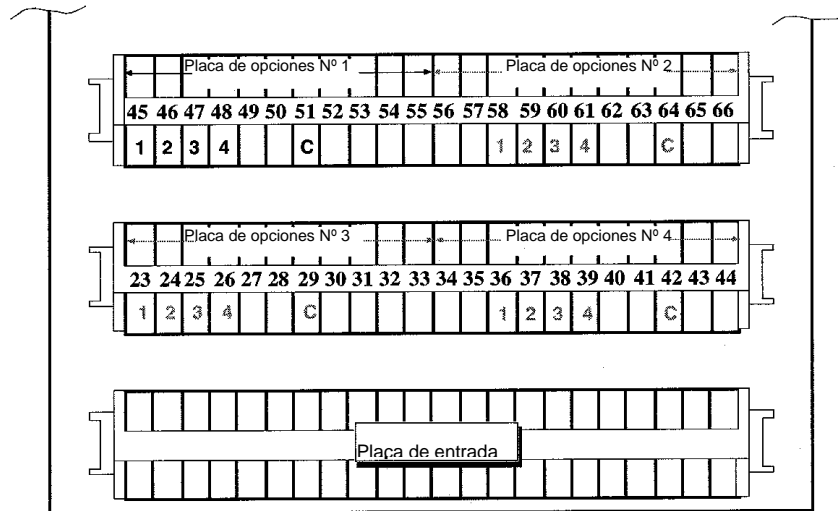 Placa de opciones Nº 1 Placa de opciones Nº 2
45 46 47 48 49 50 51 52 53 54 55 56 57 58 59 60 61 62 63 64 65 66
1 2 3 4 C 1 2 3 4 C
Placa de opciones Nº 3 Placa de opciones Nº 4
23 24 25 26 27 28 29 30 31 32 33 34 35 36 37 38 39 40 41 42 43 44
1 2 3 4 C 1 2 3 4 C
Plaça de entrada